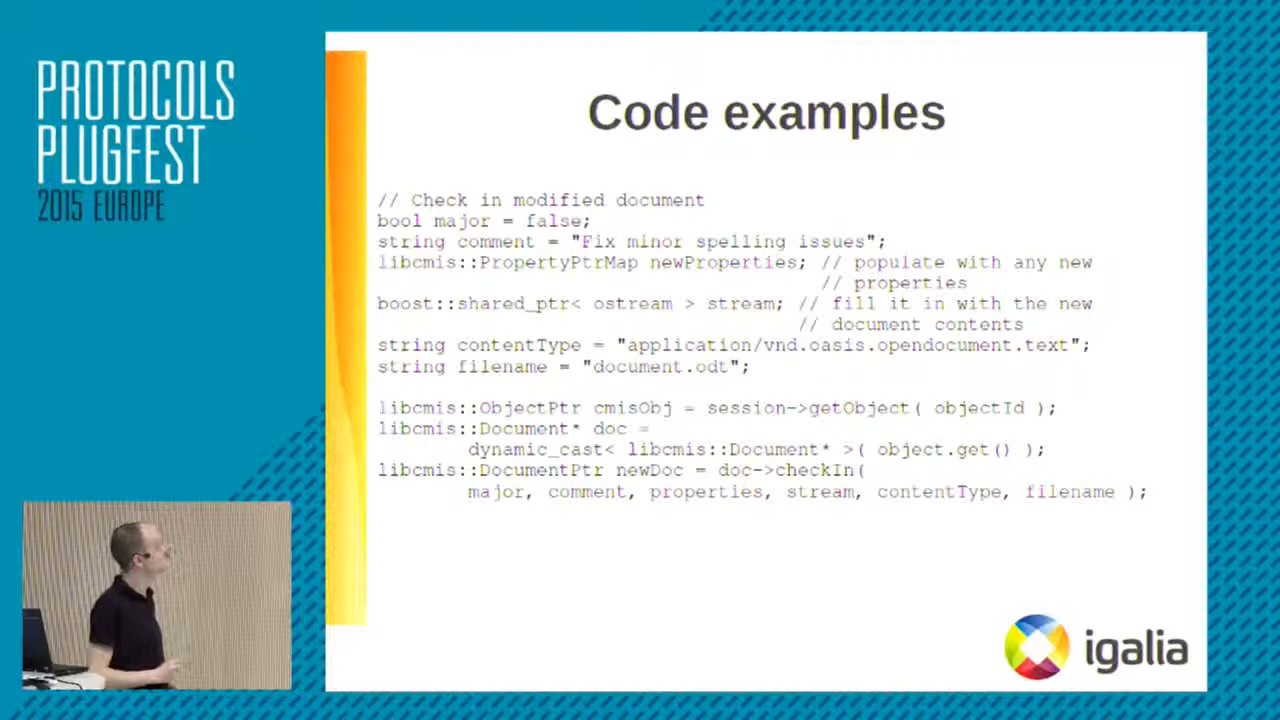 PROTOCOLS
PLUGFEST
2015 EUROPE
Code examples
// Check in modified document
bool major = false;
string comment = "Fix minor spelling issues";
libcmis::PropertyPtrMap newProperties; // populate with any new
// properties
boost::shared_ptr< ostream > stream; // fill it in with the new
// document contents
string contentType = "application/vnd.oasis.opendocument.text";
string filename = "document.odt";
libcmis::ObjectPtr cmisObj = session->getObject( objectId );
libcmis::Document* doc =
dynamic_cast< libcmis::Document* >( object.get() );
libcmis::DocumentPtr newDoc = doc->checkIn(
major, comment, properties, stream, contentType, filename );
igalia